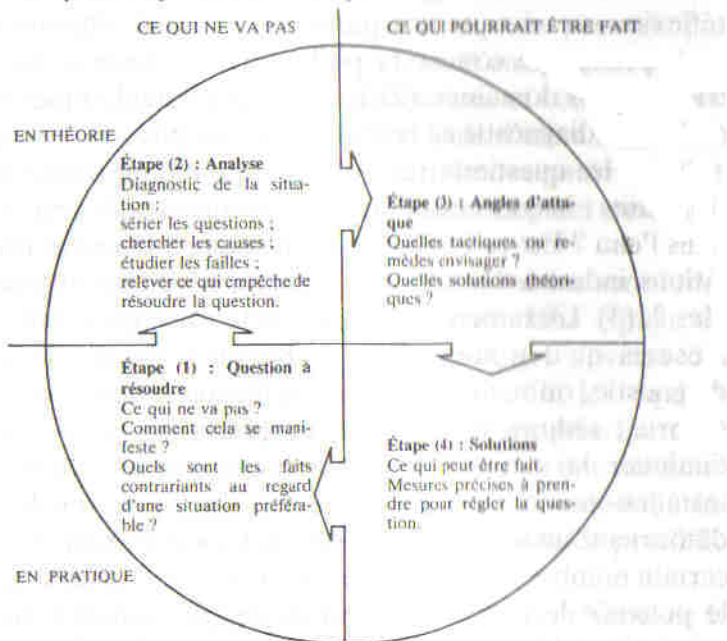 CE QUI NE VA PAS
CE QUI POURRAIT ÊTRE FAIT
EN THÉORIE
Étape (2) : Analyse
Diagnostic de la situa-
tion :
sérier les questions ;
chercher les causes ;
étudier les failles ;
relever ce qui empêche de
résoudre la question.
Étape (3) : Angles d'atta-
que
Quelles tactiques ou re-
mèdes envisager ?
Quelles solutions théori-
ques ?
Étape (1) : Question à
résoudre
Ce qui ne va pas ?
Comment cela se mani-
feste ?
Quels sont les faits
contrariants au regard
d'une situation préféra-
ble ?
Étape (4) : Solutions
Ce qui peut être fait.
Mesures précises à pren-
dre pour régler la ques-
tion.
EN PRATIQUE